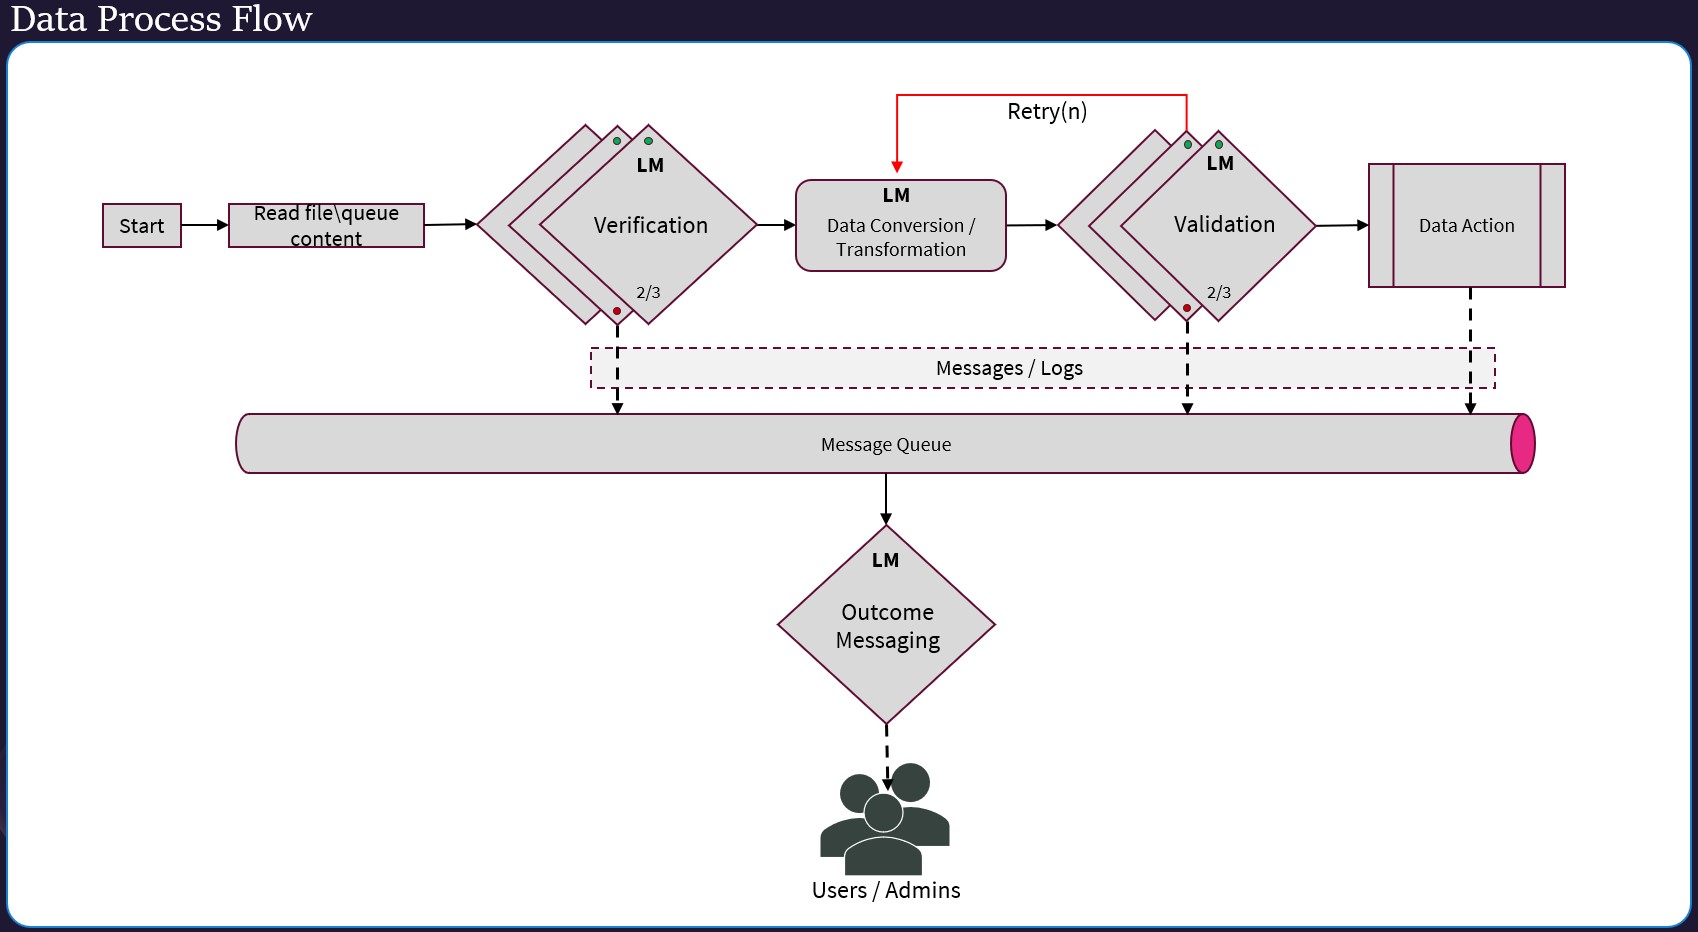 Data Process Flow
Retry(n)
Start
Read file\queue
content
LM
Verification
2/3
LM
Data Conversion /
Transformation
LM
Validation
2/3
Data Action
Messages / Logs
Message Queue
LM
Outcome
Messaging
Users / Admins